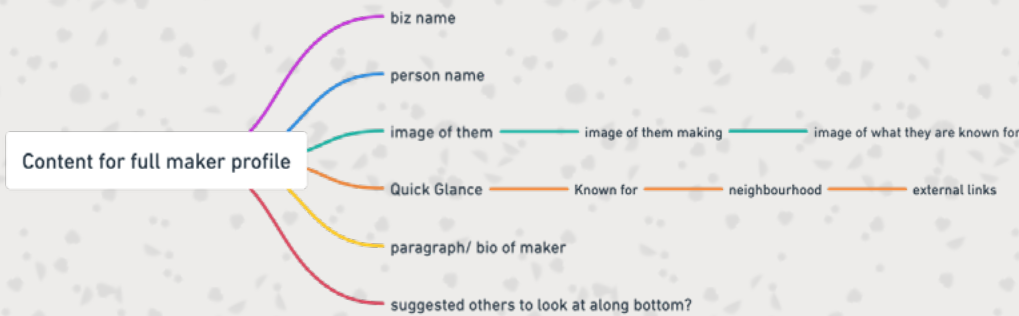 biz name
person name
image of them image of them making image of what they are known for
Content for full maker profile
Quick Glance Known for neighbourhood external links
paragraph/ bio of maker
suggested others to look at along bottom?